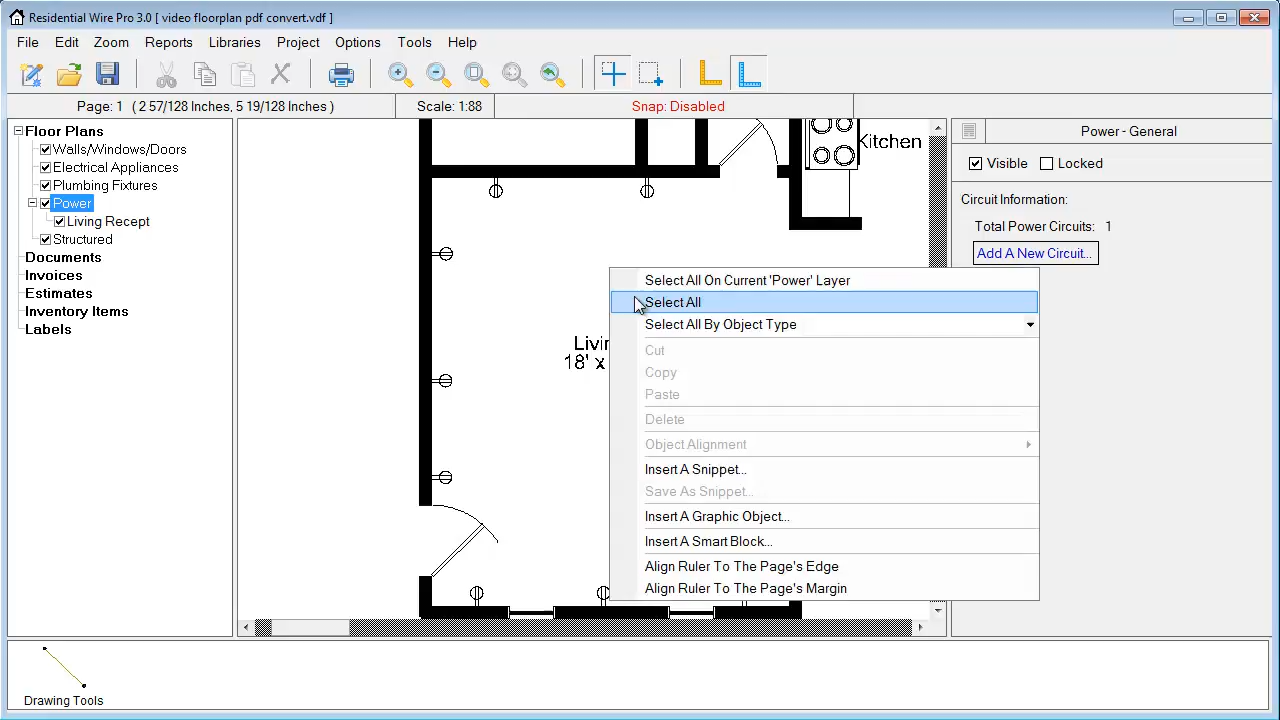 Residential Wire Pro 3.0 [ video floorplan pdf convert.vdf ]
File Edit Zoom Reports Libraries Project Options Tools Help
Page: 1 ( 2 57/128 Inches, 5 19/128 Inches ) Scale: 1:88 Snap: Disabled
Floor Plans
Walls/Windows/Doors
Electrical Appliances
Plumbing Fixtures
Power
Living Recept
Structured
Documents
Invoices
Estimates
Inventory Items
Labels
Kitchen
18' x
Select All On Current 'Power' Layer
Select All
Select All By Object Type
Cut
Copy
Paste
Delete
Object Alignment
Insert A Snippet...
Save As Snippet...
Insert A Graphic Object...
Insert A Smart Block...
Align Ruler To The Page's Edge
Align Ruler To The Page's Margin
Power - General
Visible Locked
Circuit Information:
Total Power Circuits: 1
Add A New Circuit...
Drawing Tools